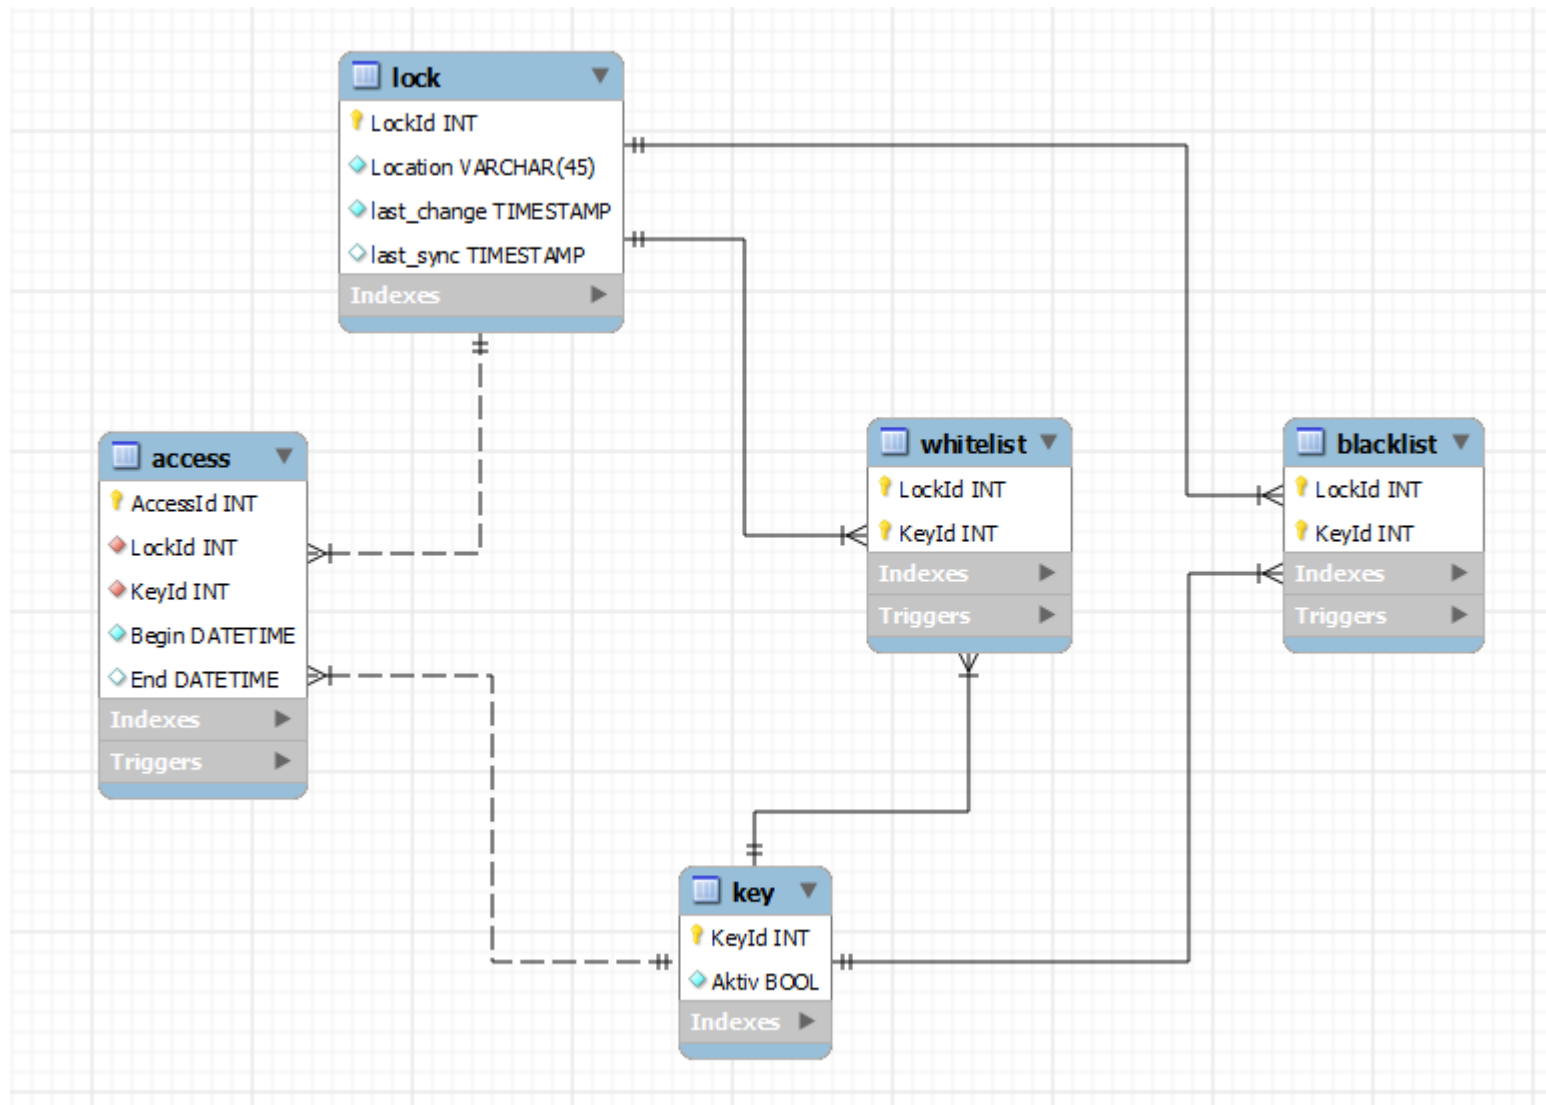 lock
LockId INT
Location VARCHAR(45)
last_change TIMESTAMP
last_sync TIMESTAMP
Indexes
access
AccessId INT
LockId INT
KeyId INT
Begin DATETIME
End DATETIME
Indexes
Triggers
whitelist
LockId INT
KeyId INT
Indexes
Triggers
blacklist
LockId INT
KeyId INT
Indexes
Triggers
key
KeyId INT
Aktiv BOOL
Indexes